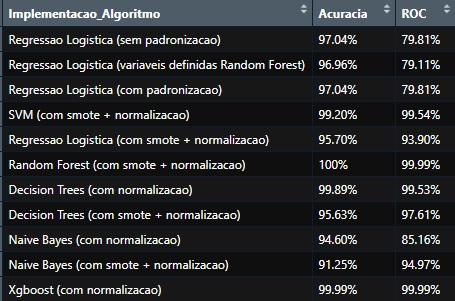 Implementacao_Algoritmo Acuracia ROC
Regressao Logistica (sem padronizacao) 97.04% 79.81%
Regressao Logistica (variaveis definidas Random Forest) 96.96% 79.11%
Regressao Logistica (com padronizacao) 97.04% 79.81%
SVM (com smote + normalizacao) 99.20% 99.54%
Regressao Logistica (com smote + normalizacao) 95.70% 93.90%
Random Forest (com smote + normalizacao) 100% 99.99%
Decision Trees (com normalizacao) 99.89% 99.53%
Decision Trees (com smote + normalizacao) 95.63% 97.61%
Naive Bayes (com normalizacao) 94.60% 85.16%
Naive Bayes (com smote + normalizacao) 91.25% 94.97%
Xgboost (com normalizacao) 99.99% 99.99%